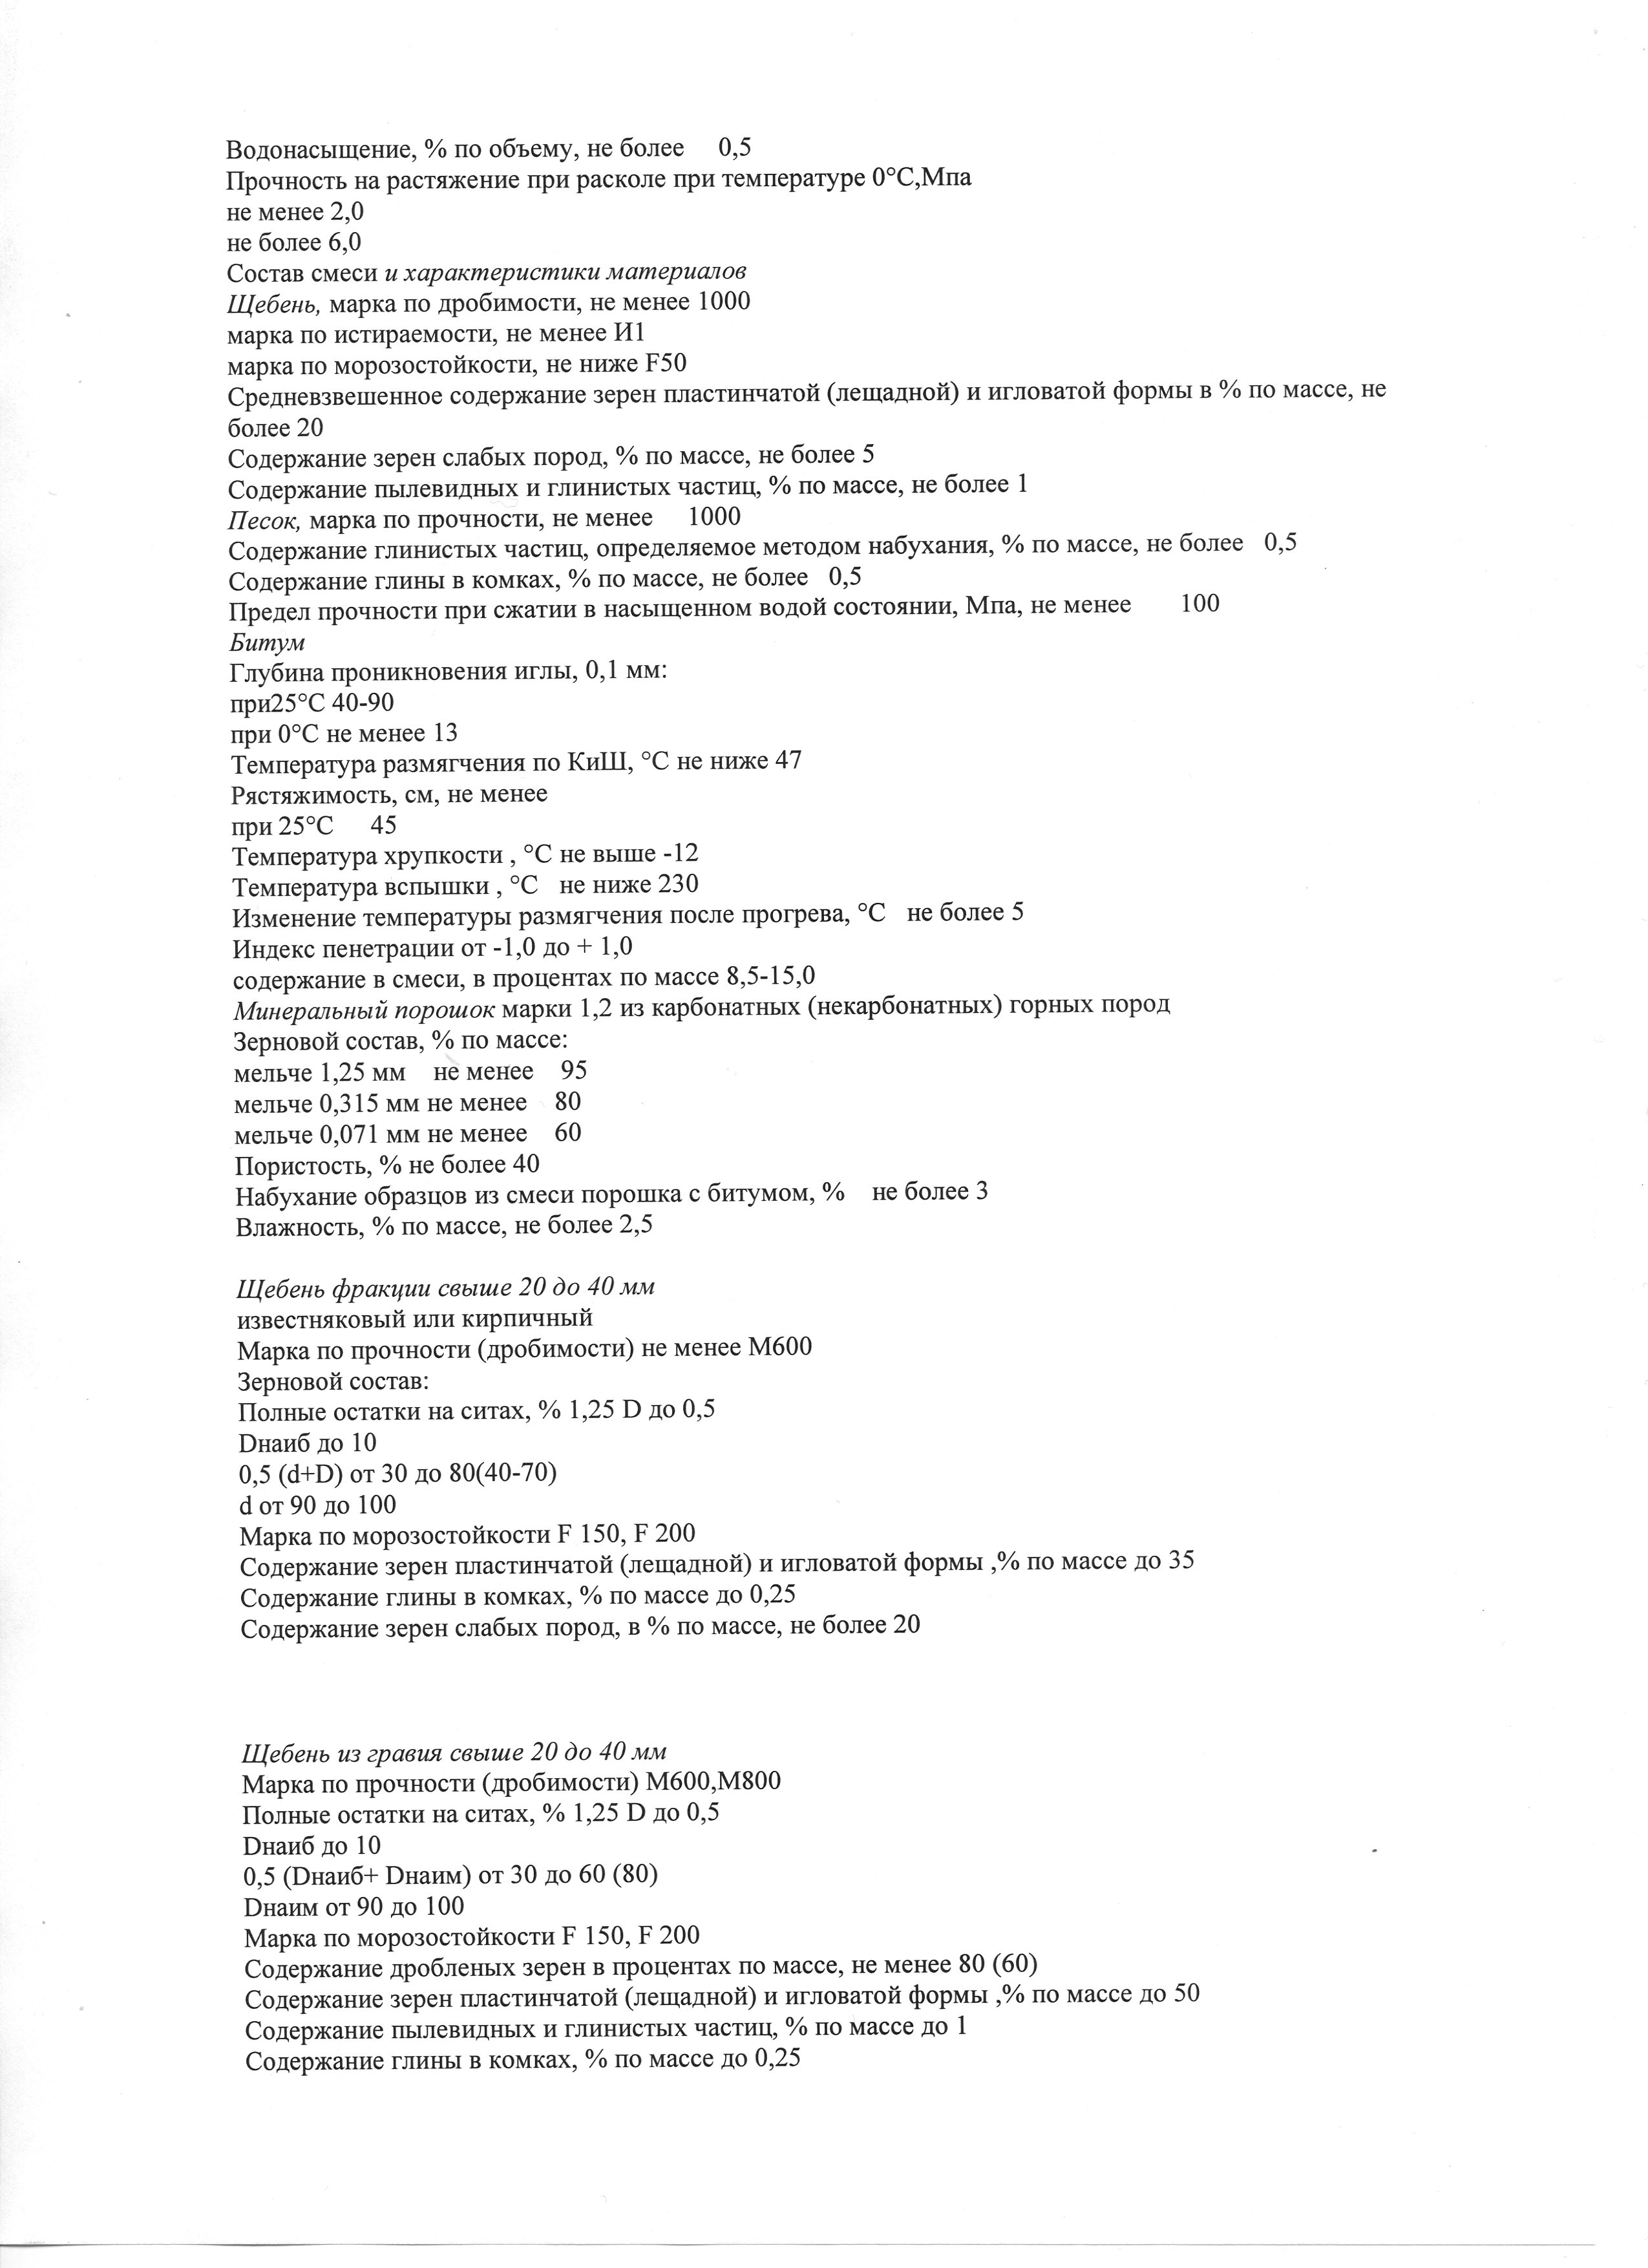 Водонасыщение, % по объему, не более 0,5
Прочность на растяжение при расколе при температуре 0°С,Мпа
не менее 2,0
не более 6,0
Состав смеси и характеристики материалов
Щебень, марка по дробимости, не менее 1000
марка по истираемости, не менее И1
марка по морозостойкости, не ниже F50
Средневзвешенное содержание зерен пластинчатой (лещадной) и игловатой формы в % по массе, не
более 20
Содержание зерен слабых пород, % по массе, не более 5
Содержание пылевидных и глинистых частиц, % по массе, не более 1
Песок, марка по прочности, не менее 1000
Содержание глинистых частиц, определяемое методом набухания, % по массе, не более 0,5
Содержание глины в комках, % по массе, не более 0,5
Предел прочности при сжатии в насыщенном водой состоянии, Мпа, не менее 100
Битум
Глубина проникновения иглы, 0,1 мм:
при25°С 40-90
при 0°С не менее 13
Температура размягчения по КиШ, °С не ниже 47
Рястяжимость, см, не менее
при 25°С 45
Температура хрупкости , °С не выше -12
Температура вспышки , °С не ниже 230
Изменение температуры размягчения после прогрева, °С не более 5
Индекс пенетрации от -1,0 до + 1,0
содержание в смеси, в процентах по массе 8,5-15,0
Минеральный порошок марки 1,2 из карбонатных (некарбонатных) горных пород
Зерновой состав, % по массе:
мельче 1,25 мм не менее 95
мельче 0,315 мм не менее 80
мельче 0,071 мм не менее 60
Пористость, % не более 40
Набухание образцов из смеси порошка с битумом, % не более 3
Влажность, % по массе, не более 2,5
Щебень фракции свыше 20 до 40 мм
известняковый или кирпичный
Марка по прочности (дробимости) не менее М600
Зерновой состав:
Полные остатки на ситах, % 1,25 D до 0,5
Dнаиб до 10
0,5 (d+D) от 30 до 80(40-70)
d от 90 до 100
Марка по морозостойкости F 150, F 200
Содержание зерен пластинчатой (лещадной) и игловатой формы ,% по массе до 35
Содержание глины в комках, % по массе до 0,25
Содержание зерен слабых пород, в % по массе, не более 20
Щебень из гравия свыше 20 до 40 мм
Марка по прочности (дробимости) М600,М800
Полные остатки на ситах, % 1,25 D до 0,5
Dнаиб до 10
0,5 (Dнаиб+ Dнаим) от 30 до 60 (80)
Dнаим от 90 до 100
Марка по морозостойкости F 150, F 200
Содержание дробленых зерен в процентах по массе, не менее 80 (60)
Содержание зерен пластинчатой (лещадной) и игловатой формы ,% по массе до 50
Содержание пылевидных и глинистых частиц, % по массе до 1
Содержание глины в комках, % по массе до 0,25